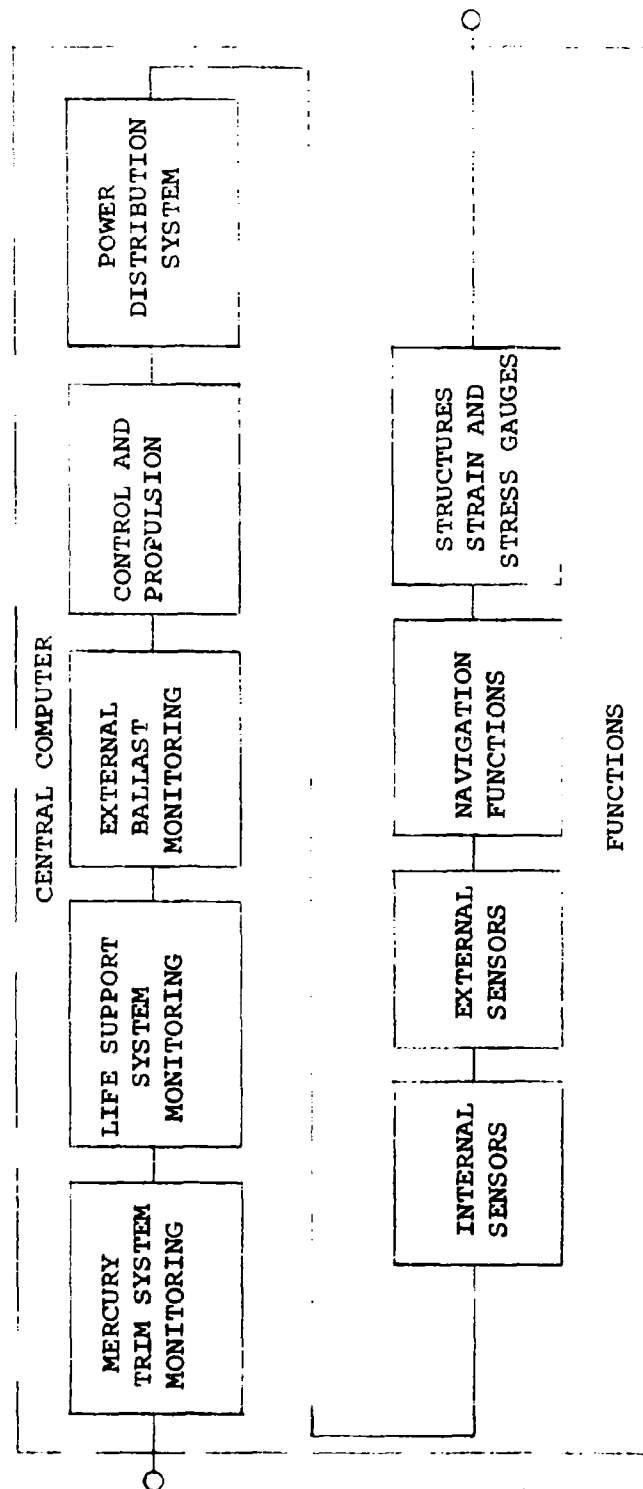 CENTRAL COMPUTER
MERCURY
TRIM SYSTEM
MONITORING
LIFE SUPPORT
SYSTEM
MONITORING
EXTERNAL
BALLAST
MONITORING
CONTROL AND
PROPULSION
POWER
DISTRIBUTION
SYSTEM
INTERNAL
SENSORS
EXTERNAL
SENSORS
NAVIGATION
FUNCTIONS
STRUCTURES
STRAIN AND
STRESS GAUGES
FUNCTIONS